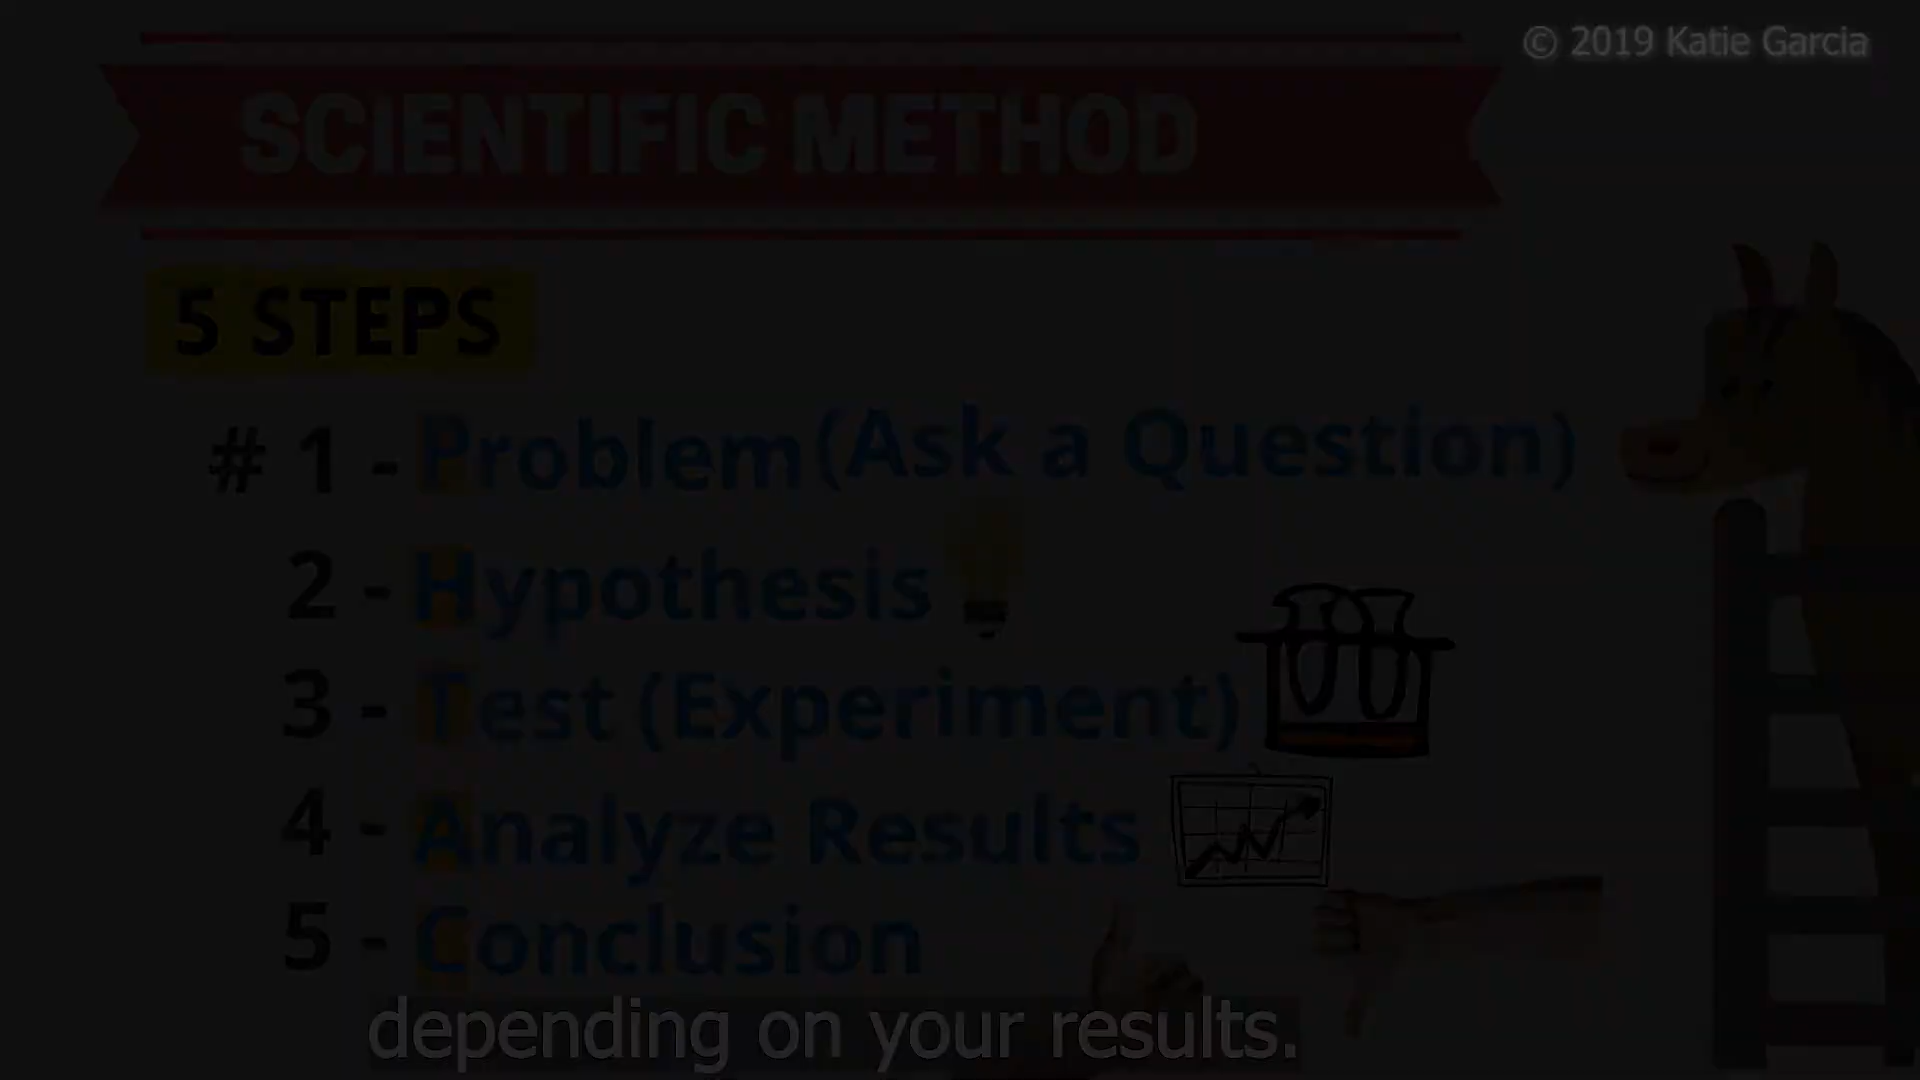 © 2019 Katie Garcia
SCIENTIFIC METHOD
5 STEPS
# 1 - Problem (Ask a Question)
2 - Hypothesis
3 - Test (Experiment)
4 - Analyze Results
5 - Conclusion
depending on your results.